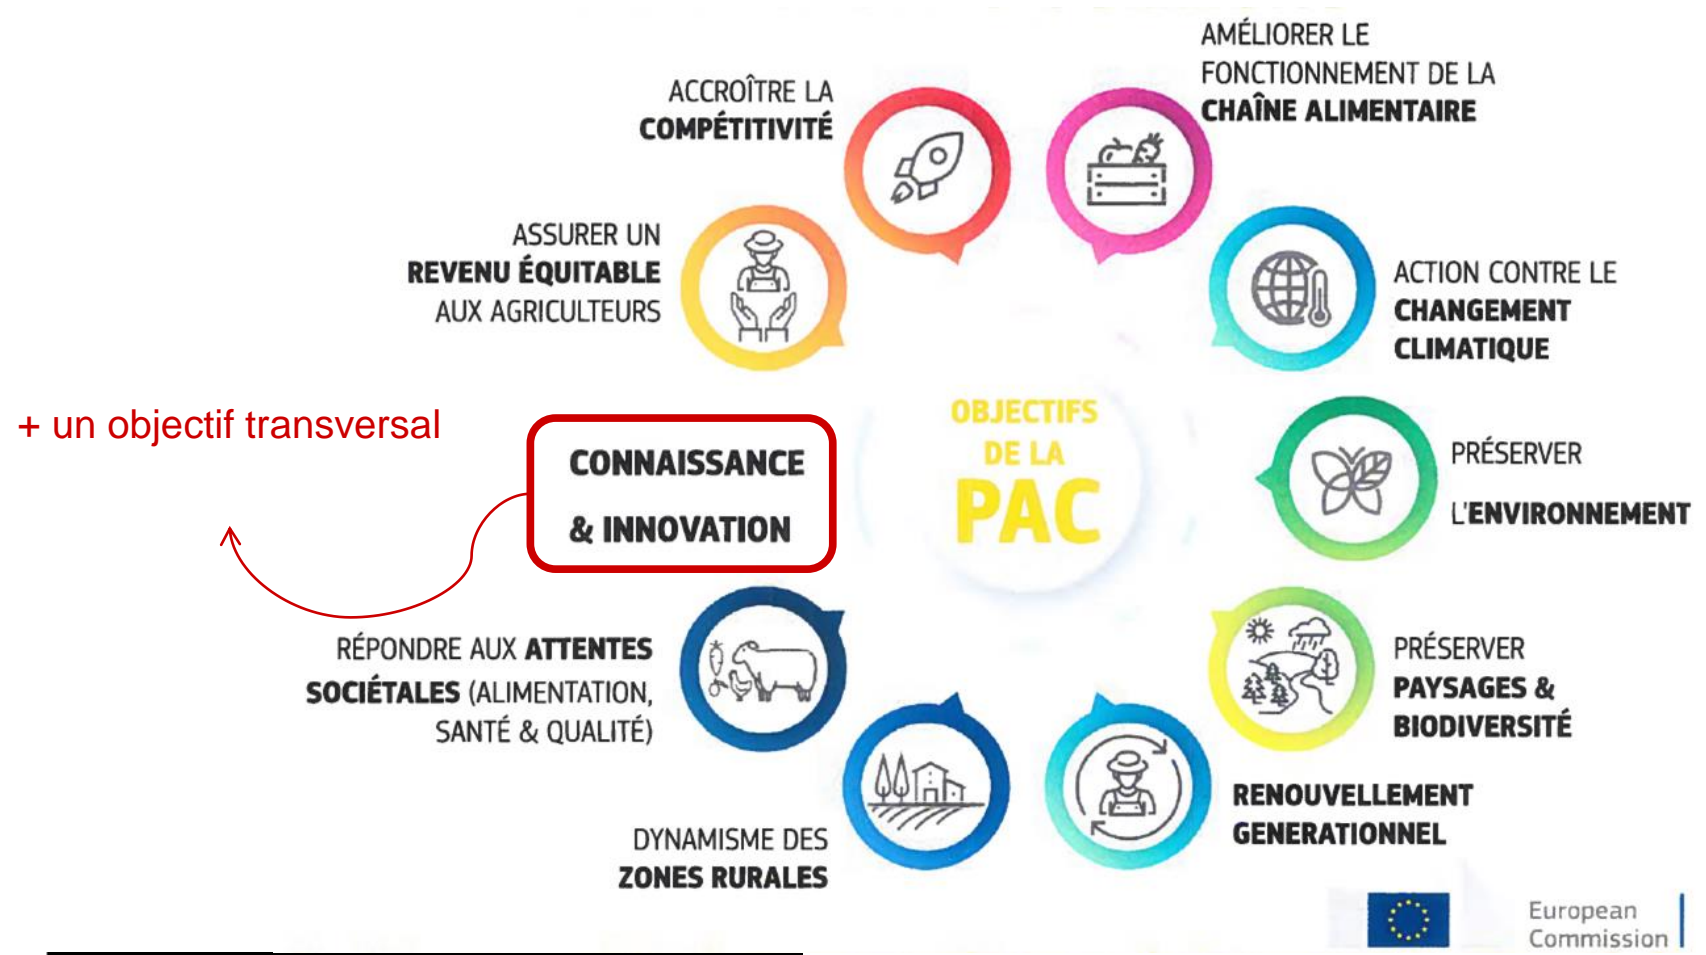 AMÉLIORER LE
FONCTIONNEMENT DE LA
CHAÎNE ALIMENTAIRE
ACCROÎTRE LA
COMPÉTITIVITÉ
ASSURER UN
REVENU ÉQUITABLE
AUX AGRICULTEURS
ACTION CONTRE LE
CHANGEMENT
CLIMATIQUE
+ un objectif transversal
CONNAISSANCE
& INNOVATION
OBJECTIFS
DE LA
PAC
PRÉSERVER
L'ENVIRONNEMENT
RÉPONDRE AUX ATTENTES
SOCIÉTALES (ALIMENTATION,
SANTÉ & QUALITÉ)
PRÉSERVER
PAYSAGES &
BIODIVERSITÉ
DYNAMISME DES
ZONES RURALES
RENOUVELLEMENT
GENERATIONNEL
European
Commission